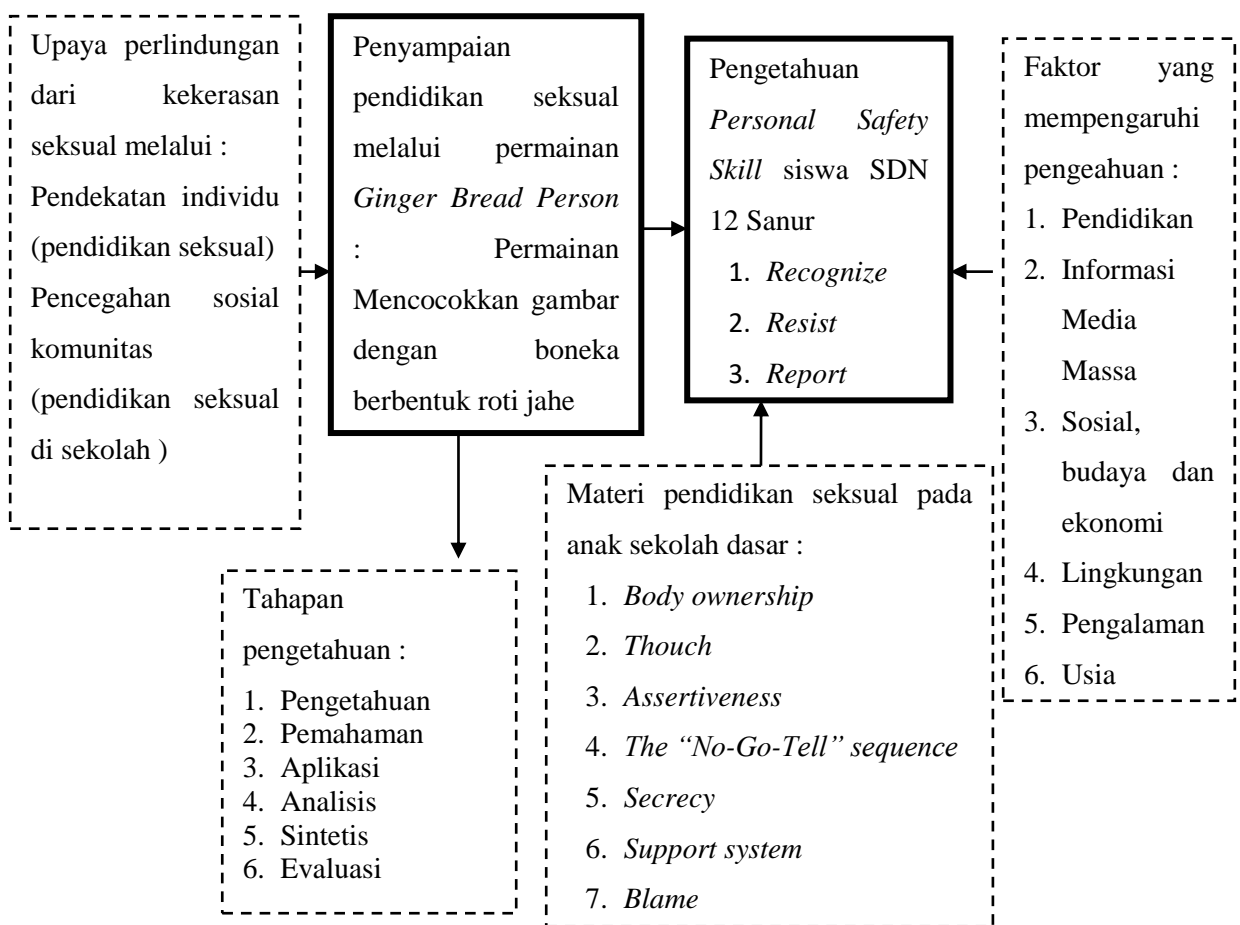 Upaya perlindungan
dari kekerasan
seksual melalui :
Pendekatan individu
(pendidikan seksual)
Pencegahan sosial
komunitas
(pendidikan seksual
di sekolah )
Penyampaian
pendidikan seksual
melalui permainan
Ginger Bread Person
: Permainan
Mencocokkan gambar
dengan boneka
berbentuk roti jahe
Pengetahuan
Personal Safety
Skill siswa SDN
12 Sanur
1. Recognize
2. Resist
3. Report
Faktor yang
mempengaruhi
pengeahuan :
1. Pendidikan
2. Informasi
Media
Massa
3. Sosial,
budaya dan
ekonomi
4. Lingkungan
5. Pengalaman
6. Usia
Tahapan
pengetahuan :
1. Pengetahuan
2. Pemahaman
3. Aplikasi
4. Analisis
5. Sintetis
6. Evaluasi
Materi pendidikan seksual pada
anak sekolah dasar :
1. Body ownership
2. Thouch
3. Assertiveness
4. The “No-Go-Tell” sequence
5. Secrecy
6. Support system
7. Blame